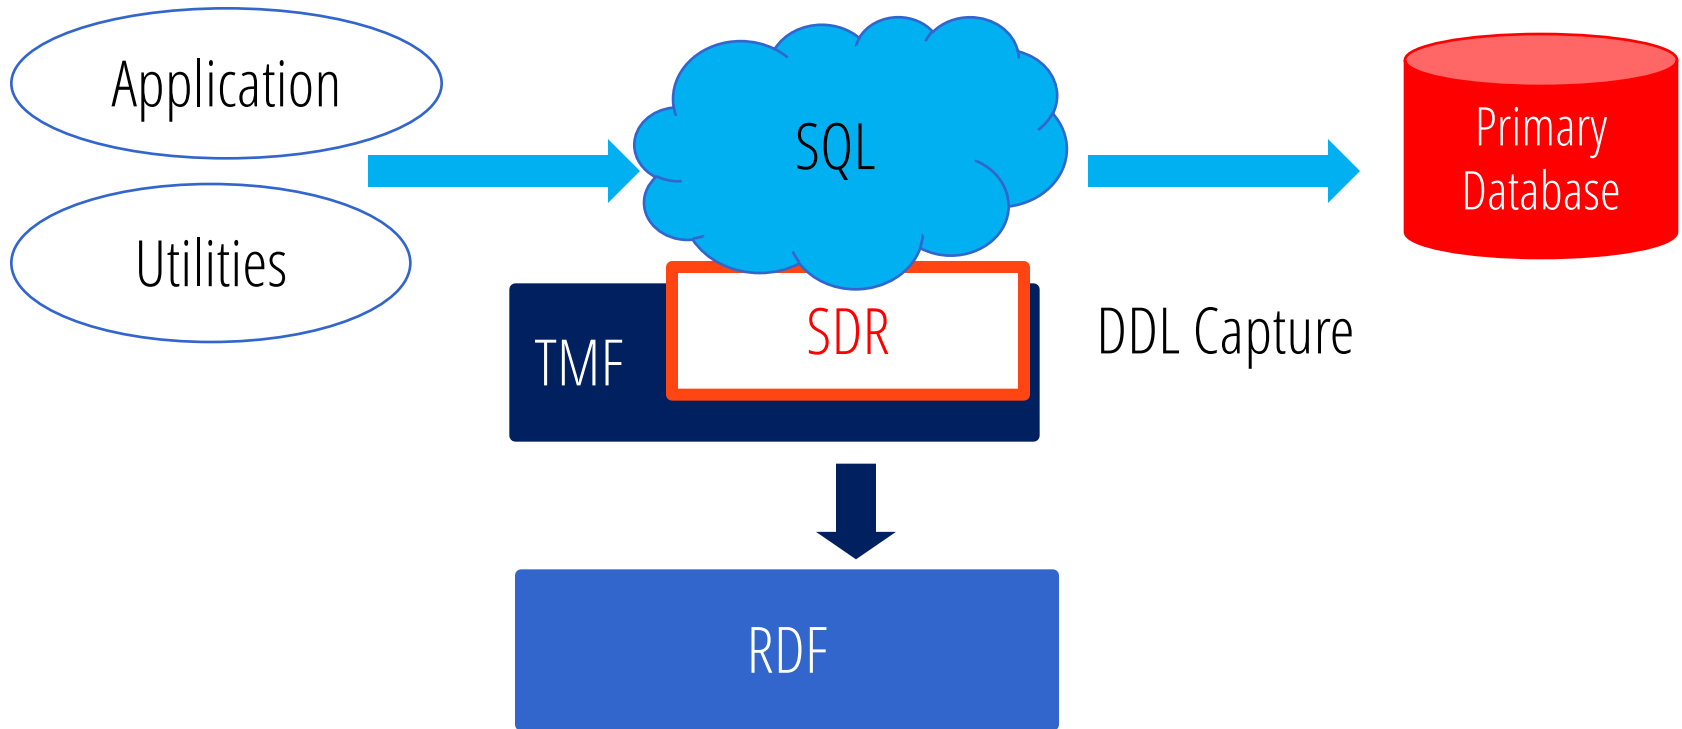 Application
Utilities
SQL
Primary
Database
SDR
TMF
DDL Capture
RDF